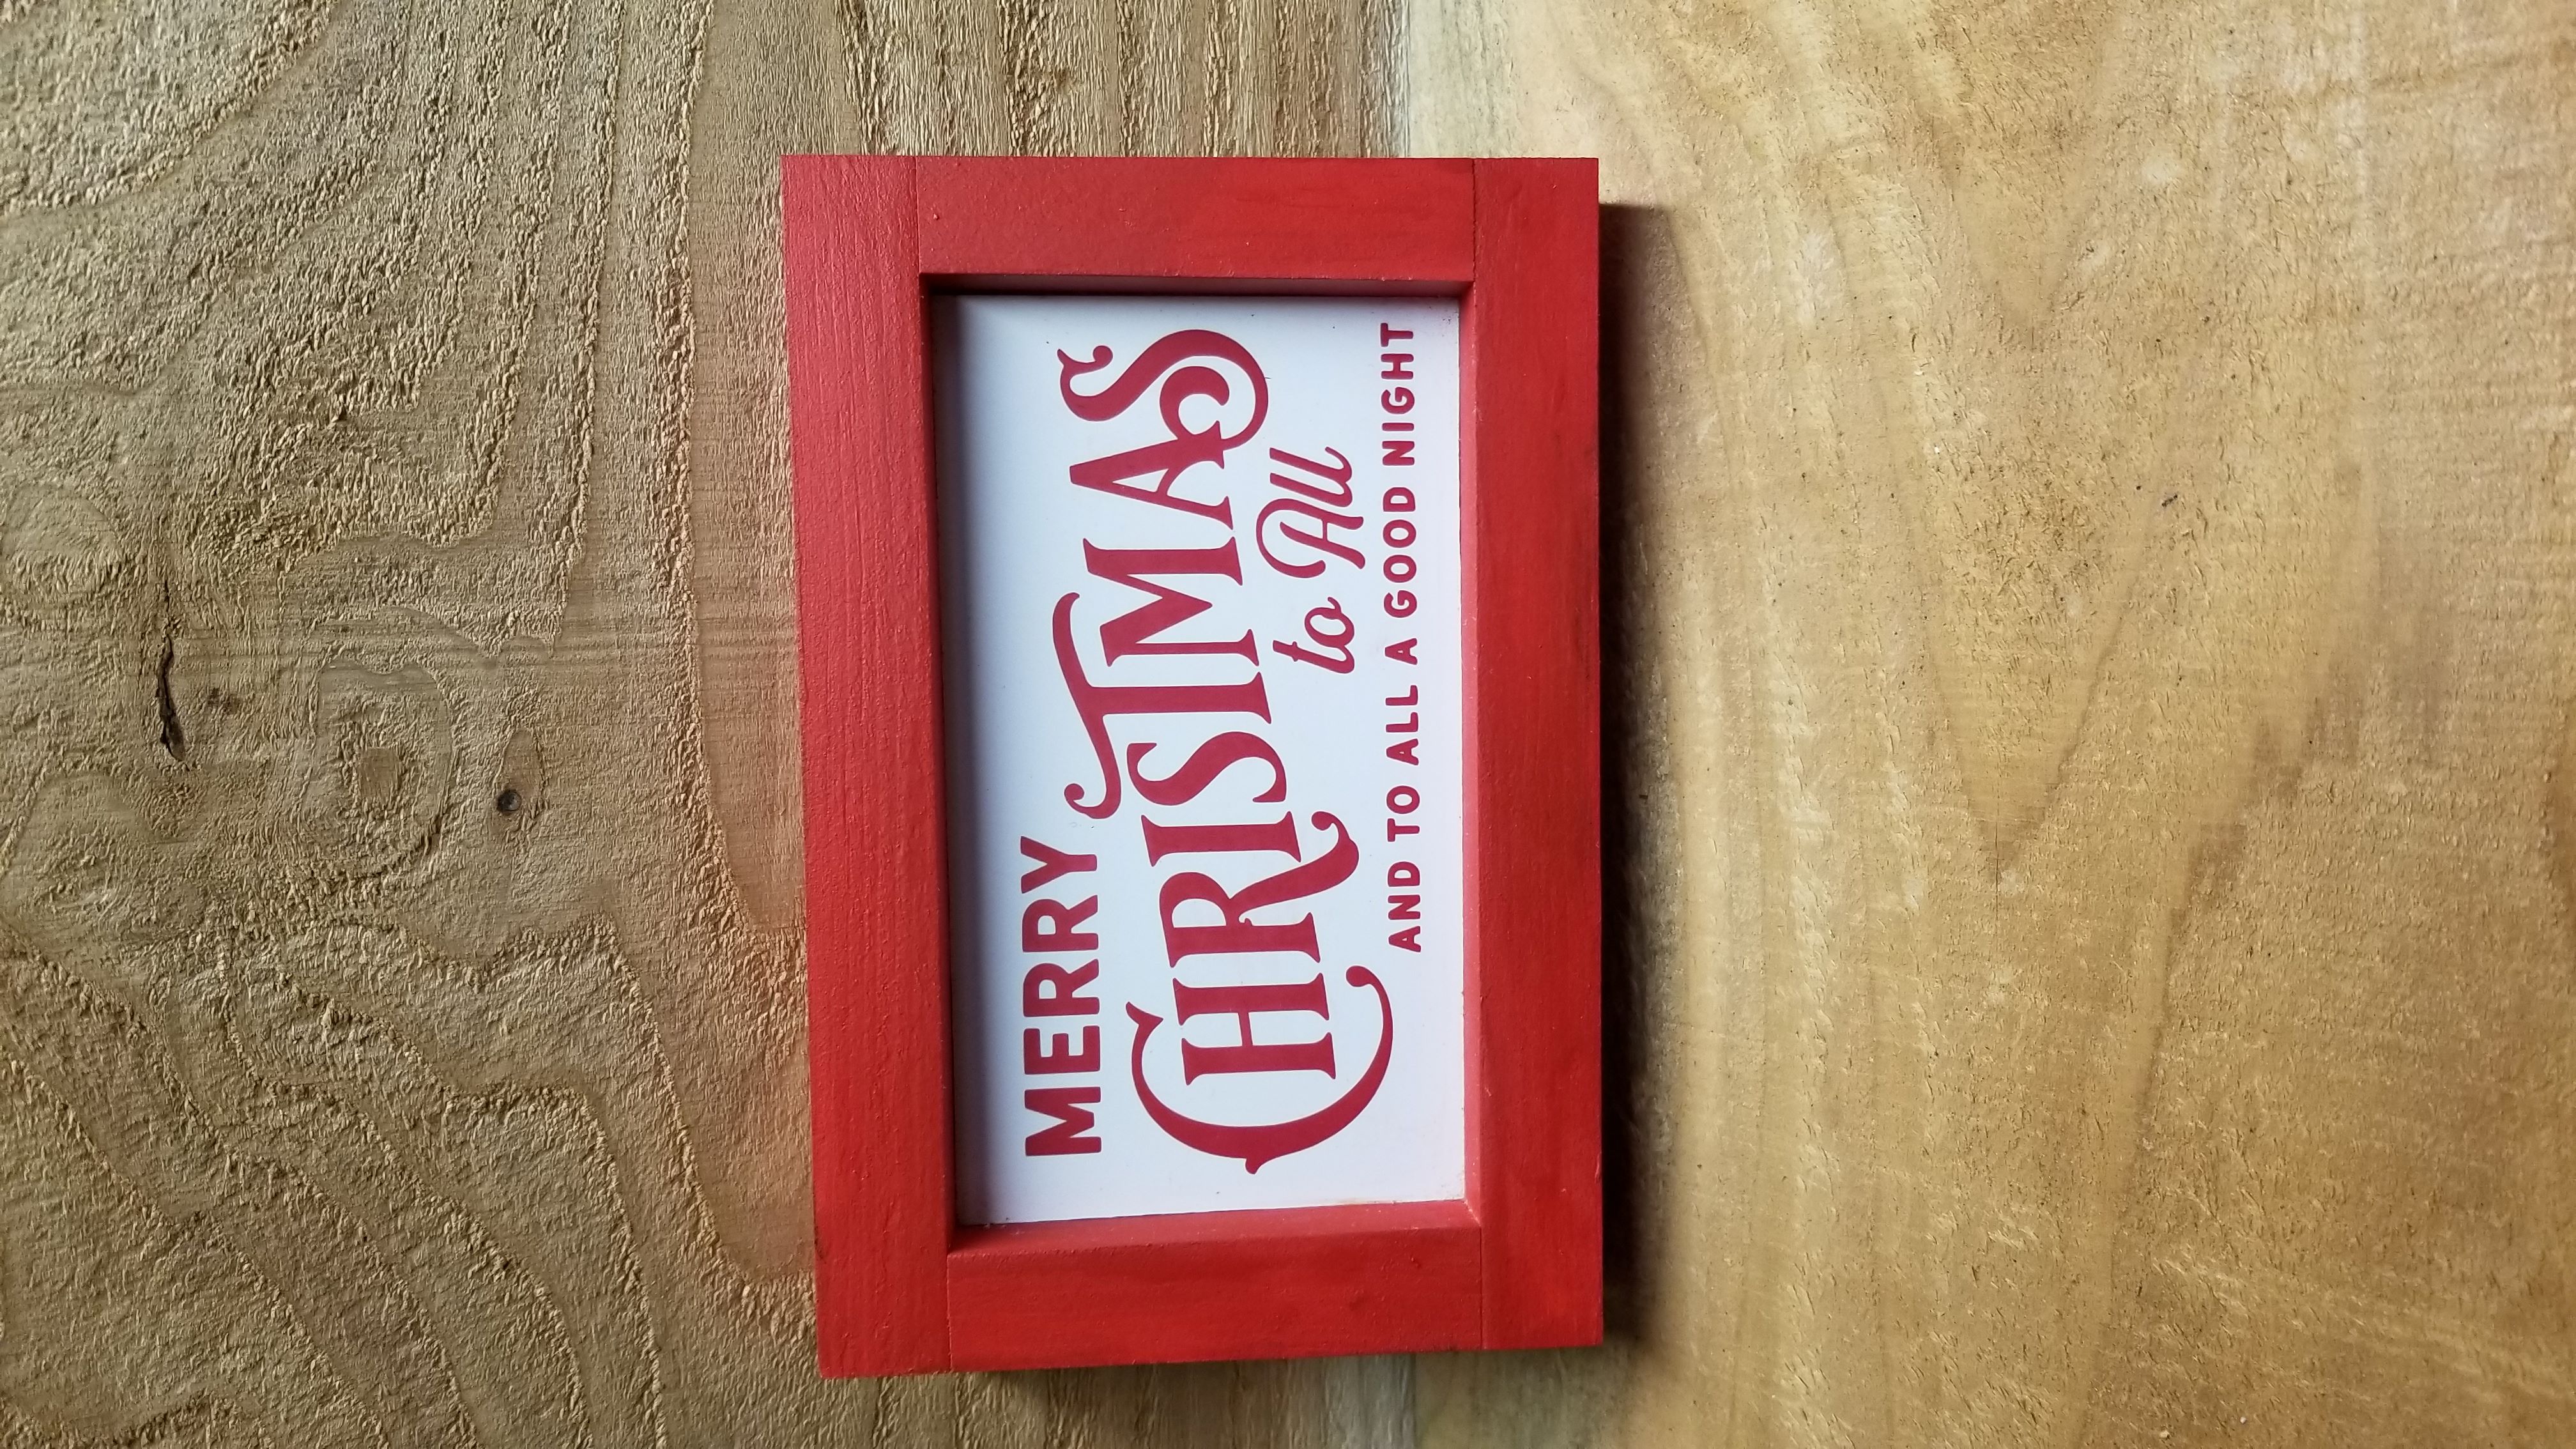 MERRY
CHRISTMAS
to All
AND TO ALL A GOOD NIGHT